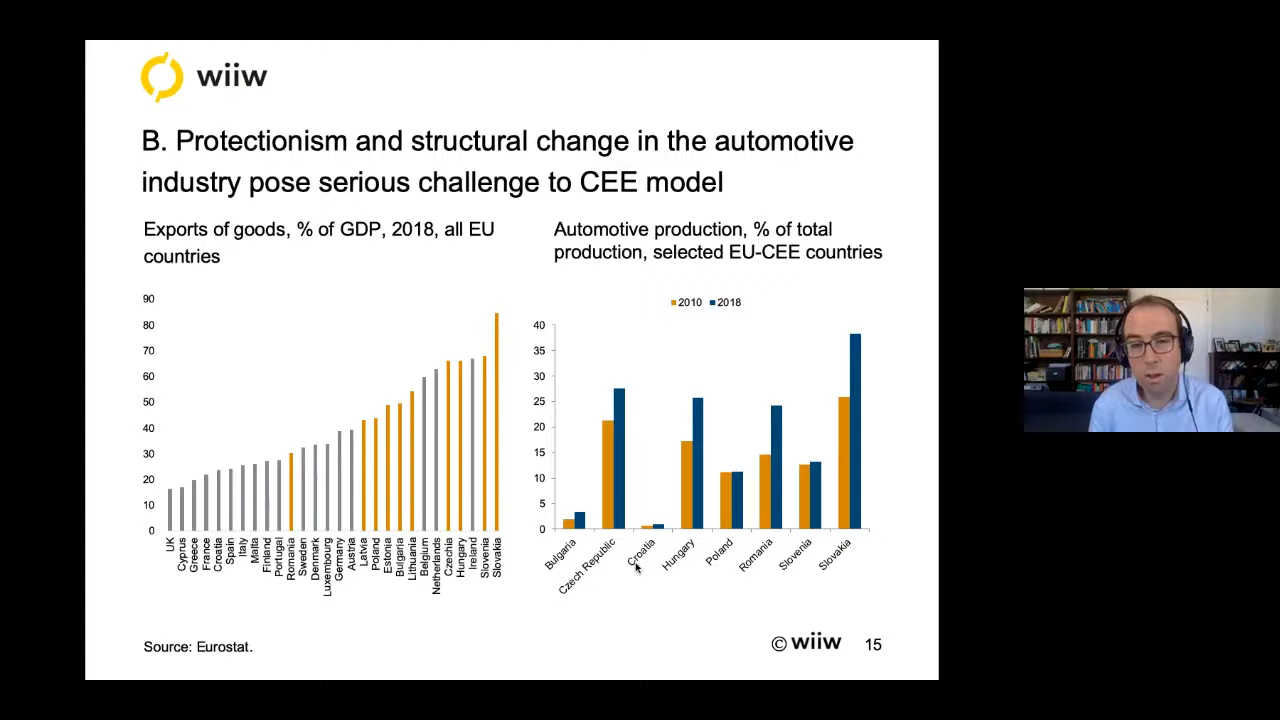 wiiw
B. Protectionism and structural change in the automotive
industry pose serious challenge to CEE model
Exports of goods, % of GDP, 2018, all EU
countries
90
80
70
60
50
40
30
20
10
0
UK
Cyprus
Greece
France
Croatia
Spain
Italy
Malta
Finland
Portugal
Romania
Sweden
Denmark
Luxembourg
Germany
Austria
Latvia
Poland
Estonia
Bulgaria
Lithuania
Belgium
Netherlands
Czechia
Hungary
Ireland
Slovenia
Slovakia
Automotive production, % of total
production, selected EU-CEE countries
2010 2018
40
35
30
25
20
15
10
5
0
Bulgaria
Czech Republic
Croatia
Hungary
Poland
Romania
Slovenia
Slovakia
Source: Eurostat.
© wiiw 15